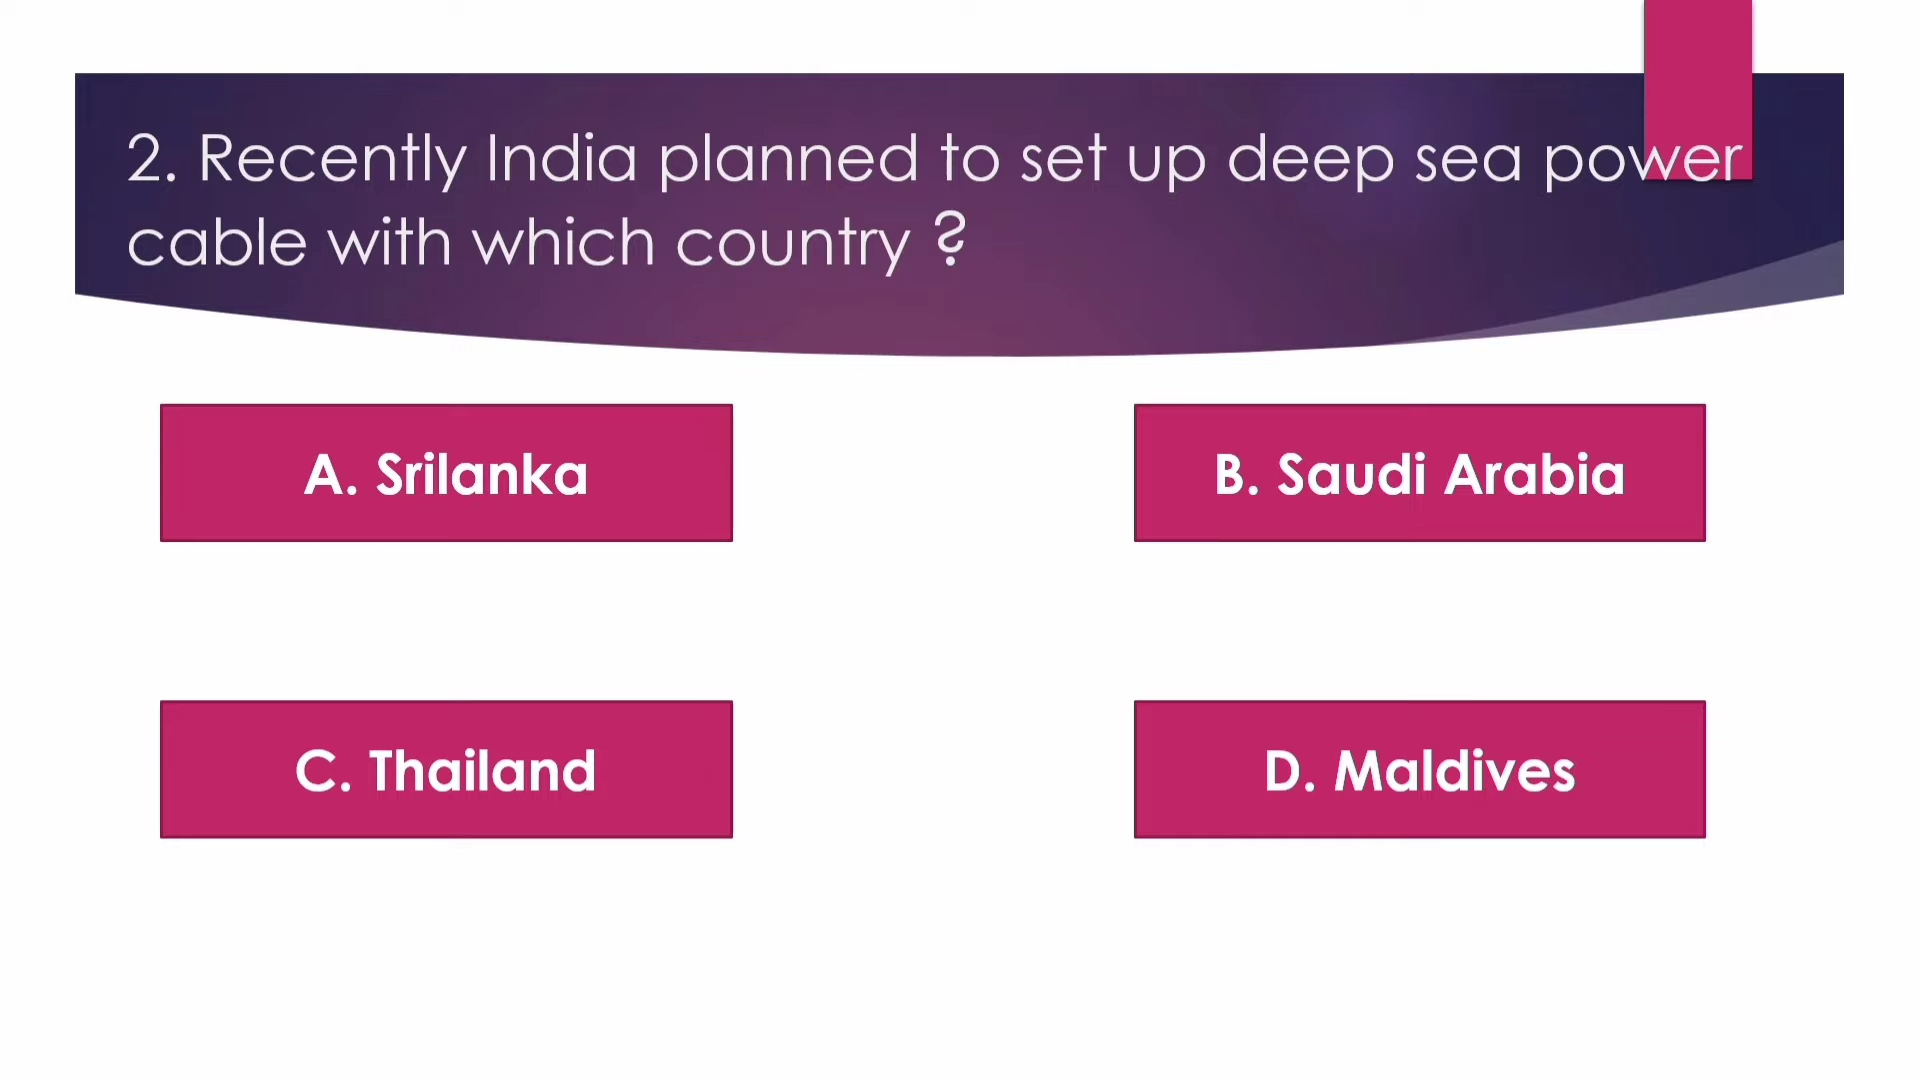 2. Recently India planned to set up deep sea power
cable with which country ?
A. Srilanka
B. Saudi Arabia
C. Thailand
D. Maldives